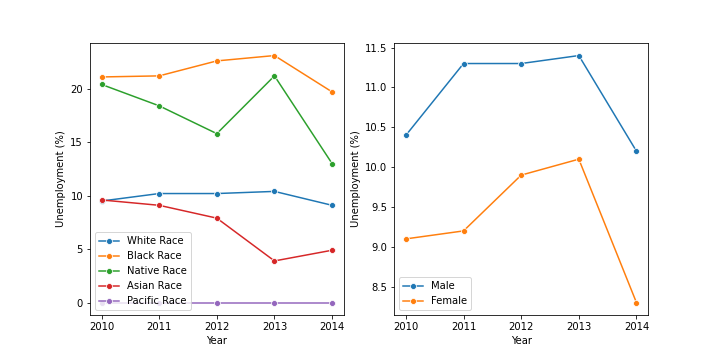 Unemployment (%)
20
15
10
5
0
White Race
Black Race
Native Race
Asian Race
Pacific Race
2010 2011 2012 2013 2014
Year
Unemployment (%)
11.5
11.0
10.5
10.0
9.5
9.0
8.5
Male
Female
2010 2011 2012 2013 2014
Year